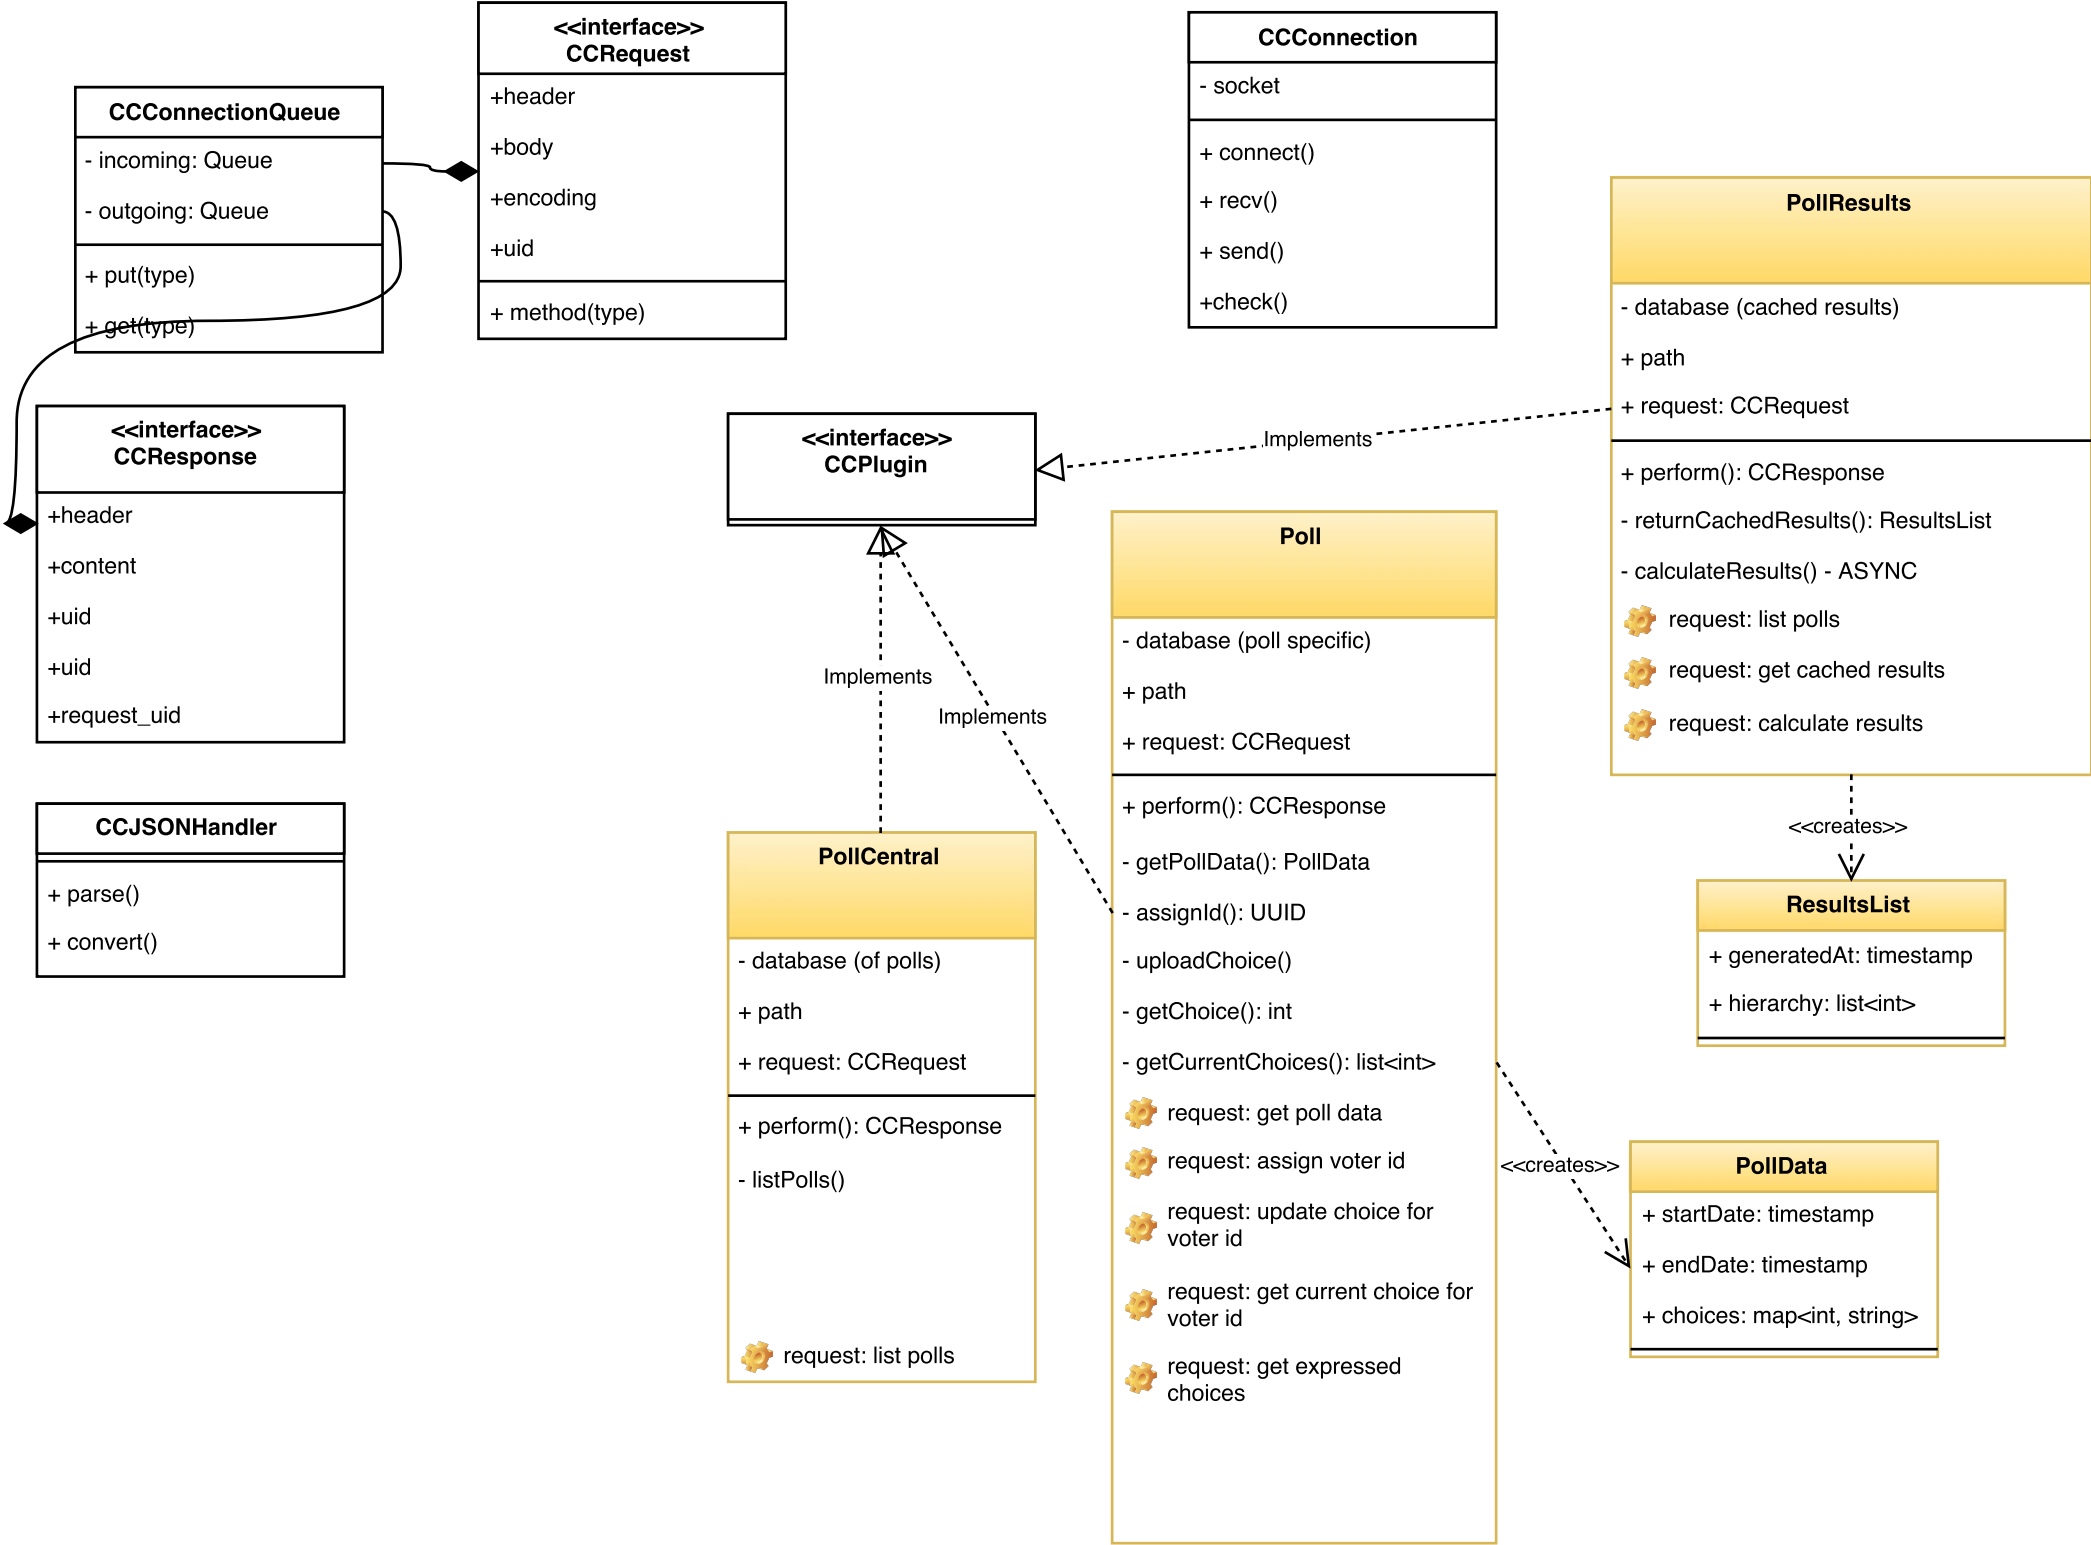 <<interface>>
CCRequest
+header
+body
+encoding
+uid
+ method(type)
CCConnectionQueue
- incoming: Queue
- outgoing: Queue
+ put(type)
+ get(type)
<<interface>>
CCResponse
+header
+content
+uid
+uid
+request_uid
CCJSONHandler
+ parse()
+ convert()
CCConnection
- socket
+ connect()
+ recv()
+ send()
+check()
<<interface>>
CCPlugin
Implements
Implements
Implements
PollCentral
- database (of polls)
+ path
+ request: CCRequest
+ perform(): CCResponse
- listPolls()
request: list polls
Poll
- database (poll specific)
+ path
+ request: CCRequest
+ perform(): CCResponse
- getPollData(): PollData
- assignId(): UUID
- uploadChoice()
- getChoice(): int
- getCurrentChoices(): list<int>
request: get poll data
request: assign voter id
request: update choice for
voter id
request: get current choice for
voter id
request: get expressed
choices
PollResults
- database (cached results)
+ path
+ request: CCRequest
+ perform(): CCResponse
- returnCachedResults(): ResultsList
- calculateResults() - ASYNC
request: list polls
request: get cached results
request: calculate results
<<creates>>
ResultsList
+ generatedAt: timestamp
+ hierarchy: list<int>
<<creates>>
PollData
+ startDate: timestamp
+ endDate: timestamp
+ choices: map<int, string>